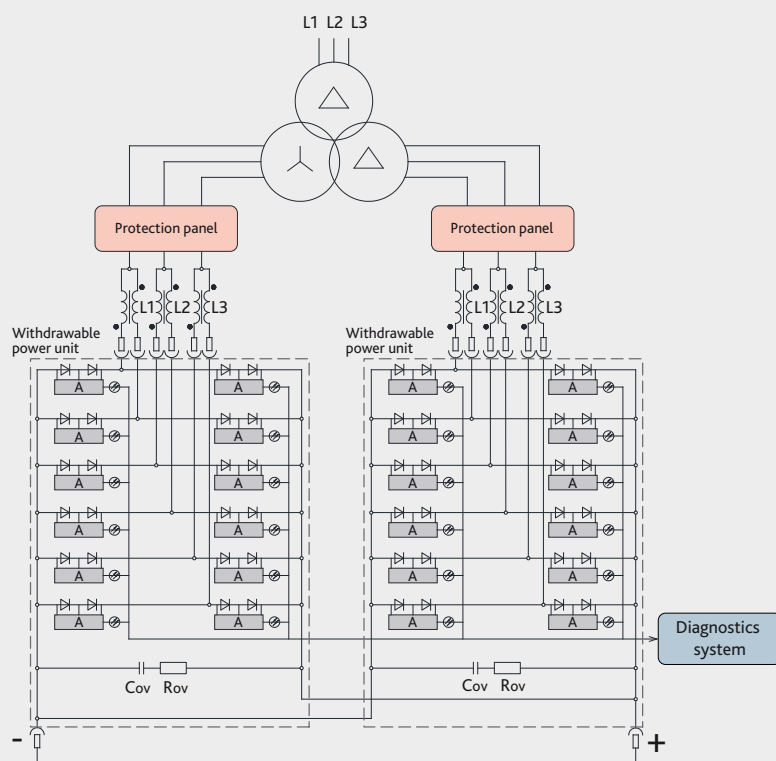 L1 L2 L3
Protection panel
Protection panel
L1 L2 L3
L1 L2 L3
Withdrawable
power unit
Withdrawable
power unit
A A A A
A A A A
A A A A
A A A A
A A A A
A A A A
Diagnostics
system
Cov Rov
Cov Rov
- +